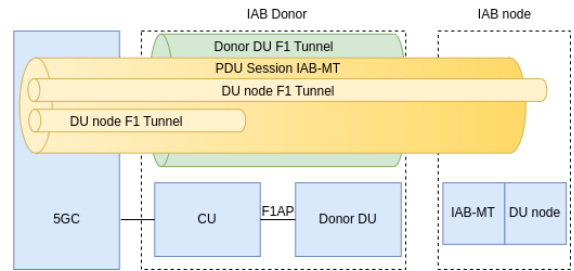 IAB Donor
IAB node
Donor DU F1 Tunnel
PDU Session IAB-MT
DU node F1 Tunnel
DU node F1 Tunnel
5GC
CU
F1AP
Donor DU
IAB-MT
DU node